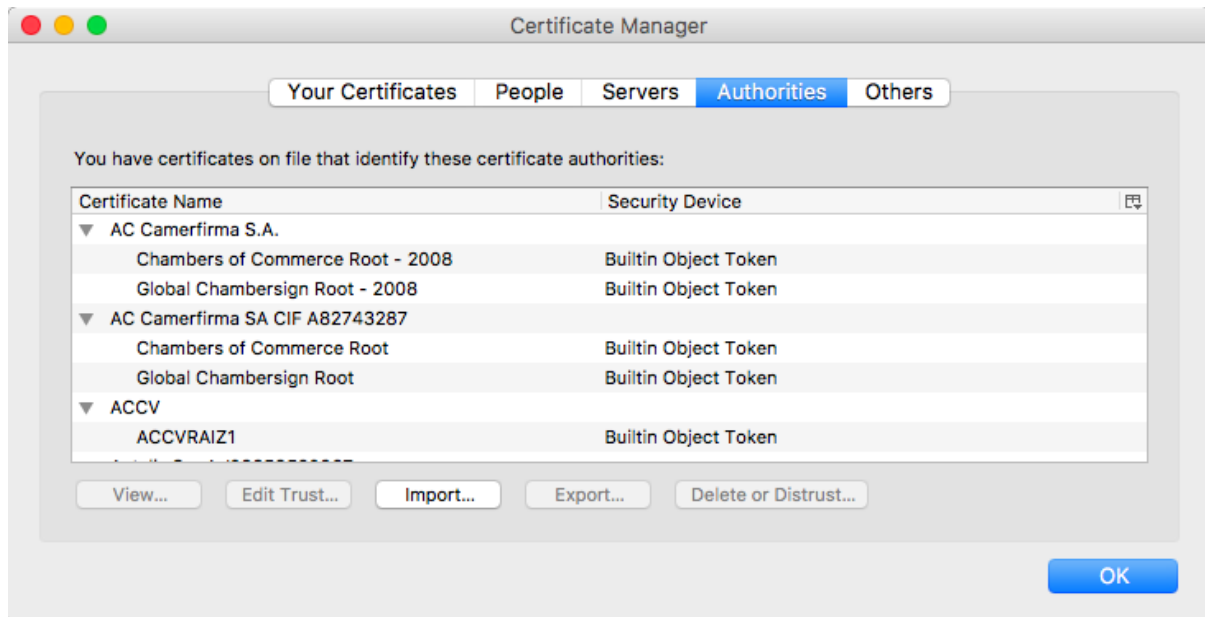 Certificate Manager
Your Certificates People Servers Authorities Others
You have certificates on file that identify these certificate authorities:
Certificate Name Security Device
AC Camerfirma S.A.
Chambers of Commerce Root - 2008 Builtin Object Token
Global Chambersign Root - 2008 Builtin Object Token
AC Camerfirma SA CIF A82743287
Chambers of Commerce Root Builtin Object Token
Global Chambersign Root Builtin Object Token
ACCV
ACCVRAIZ1 Builtin Object Token
View... Edit Trust... Import... Export... Delete or Distrust...
OK